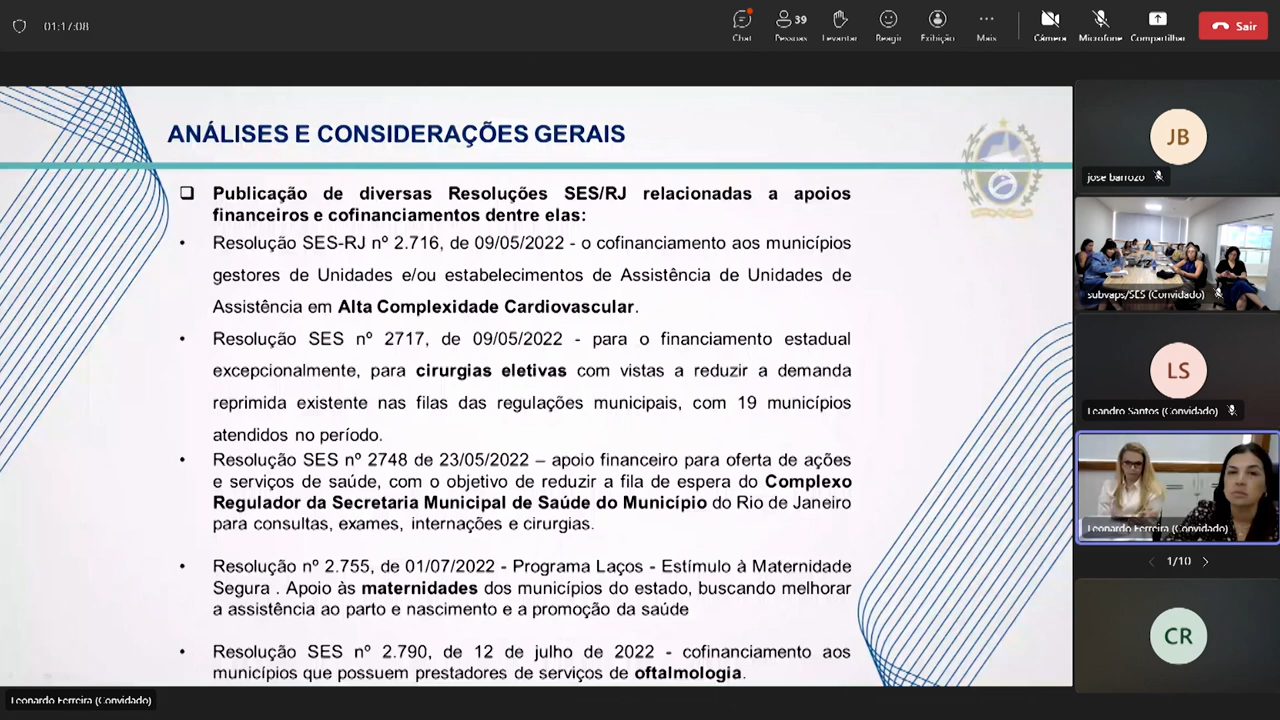 01:17:08
Chat
39
Pessoas
Levantar
Reagir
Exibição
Mais
Câmera
Microfone
Compartilhar
Sair
ANÁLISES E CONSIDERAÇÕES GERAIS
Publicação de diversas Resoluções SES/RJ relacionadas a apoios
financeiros e cofinanciamentos dentre elas:
• Resolução SES-RJ nº 2.716, de 09/05/2022 - o cofinanciamento aos municípios
gestores de Unidades e/ou estabelecimentos de Assistência de Unidades de
Assistência em Alta Complexidade Cardiovascular.
• Resolução SES nº 2717, de 09/05/2022 - para o financiamento estadual
excepcionalmente, para cirurgias eletivas com vistas a reduzir a demanda
reprimida existente nas filas das regulações municipais, com 19 municípios
atendidos no período.
• Resolução SES nº 2748 de 23/05/2022 – apoio financeiro para oferta de ações
e serviços de saúde, com o objetivo de reduzir a fila de espera do Complexo
Regulador da Secretaria Municipal de Saúde do Município do Rio de Janeiro
para consultas, exames, internações e cirurgias.
• Resolução nº 2.755, de 01/07/2022 - Programa Laços - Estímulo à Maternidade
Segura . Apoio às maternidades dos municípios do estado, buscando melhorar
a assistência ao parto e nascimento e a promoção da saúde
• Resolução SES nº 2.790, de 12 de julho de 2022 - cofinanciamento aos
municípios que possuem prestadores de serviços de oftalmologia.
JB
jose barrozo
subvaps/SES (Convidado)
LS
Leandro Santos (Convidado)
Leonardo Ferreira (Convidado)
1/10
CR
Leonardo Ferreira (Convidado)